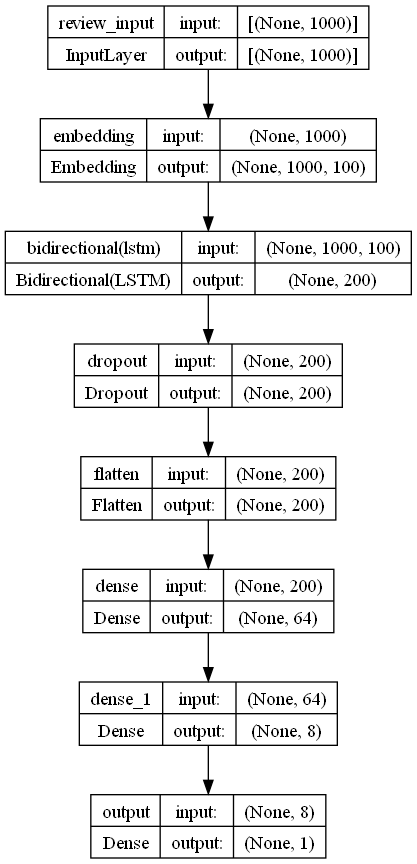 review_input input: [(None, 1000)]
InputLayer output: [(None, 1000)]
embedding input: (None, 1000)
Embedding output: (None, 1000, 100)
bidirectional(lstm) input: (None, 1000, 100)
Bidirectional(LSTM) output: (None, 200)
dropout input: (None, 200)
Dropout output: (None, 200)
flatten input: (None, 200)
Flatten output: (None, 200)
dense input: (None, 200)
Dense output: (None, 64)
dense_1 input: (None, 64)
Dense output: (None, 8)
output input: (None, 8)
Dense output: (None, 1)